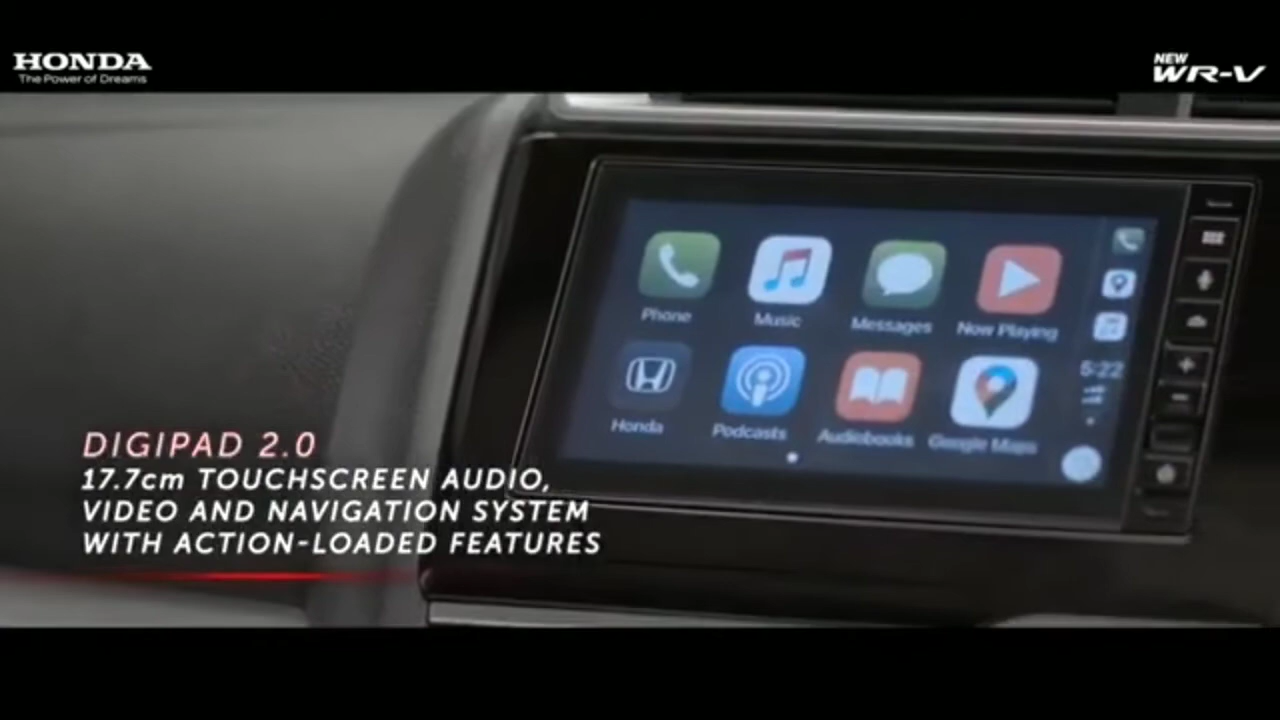 HONDA
The Power of Dreams
NEW
WR-V
Phone
Music
Messages
Now Playing
Honda
Podcasts
Audiobooks
Google Maps
5:22
DIGIPAD 2.0
17.7cm TOUCHSCREEN AUDIO,
VIDEO AND NAVIGATION SYSTEM
WITH ACTION-LOADED FEATURES